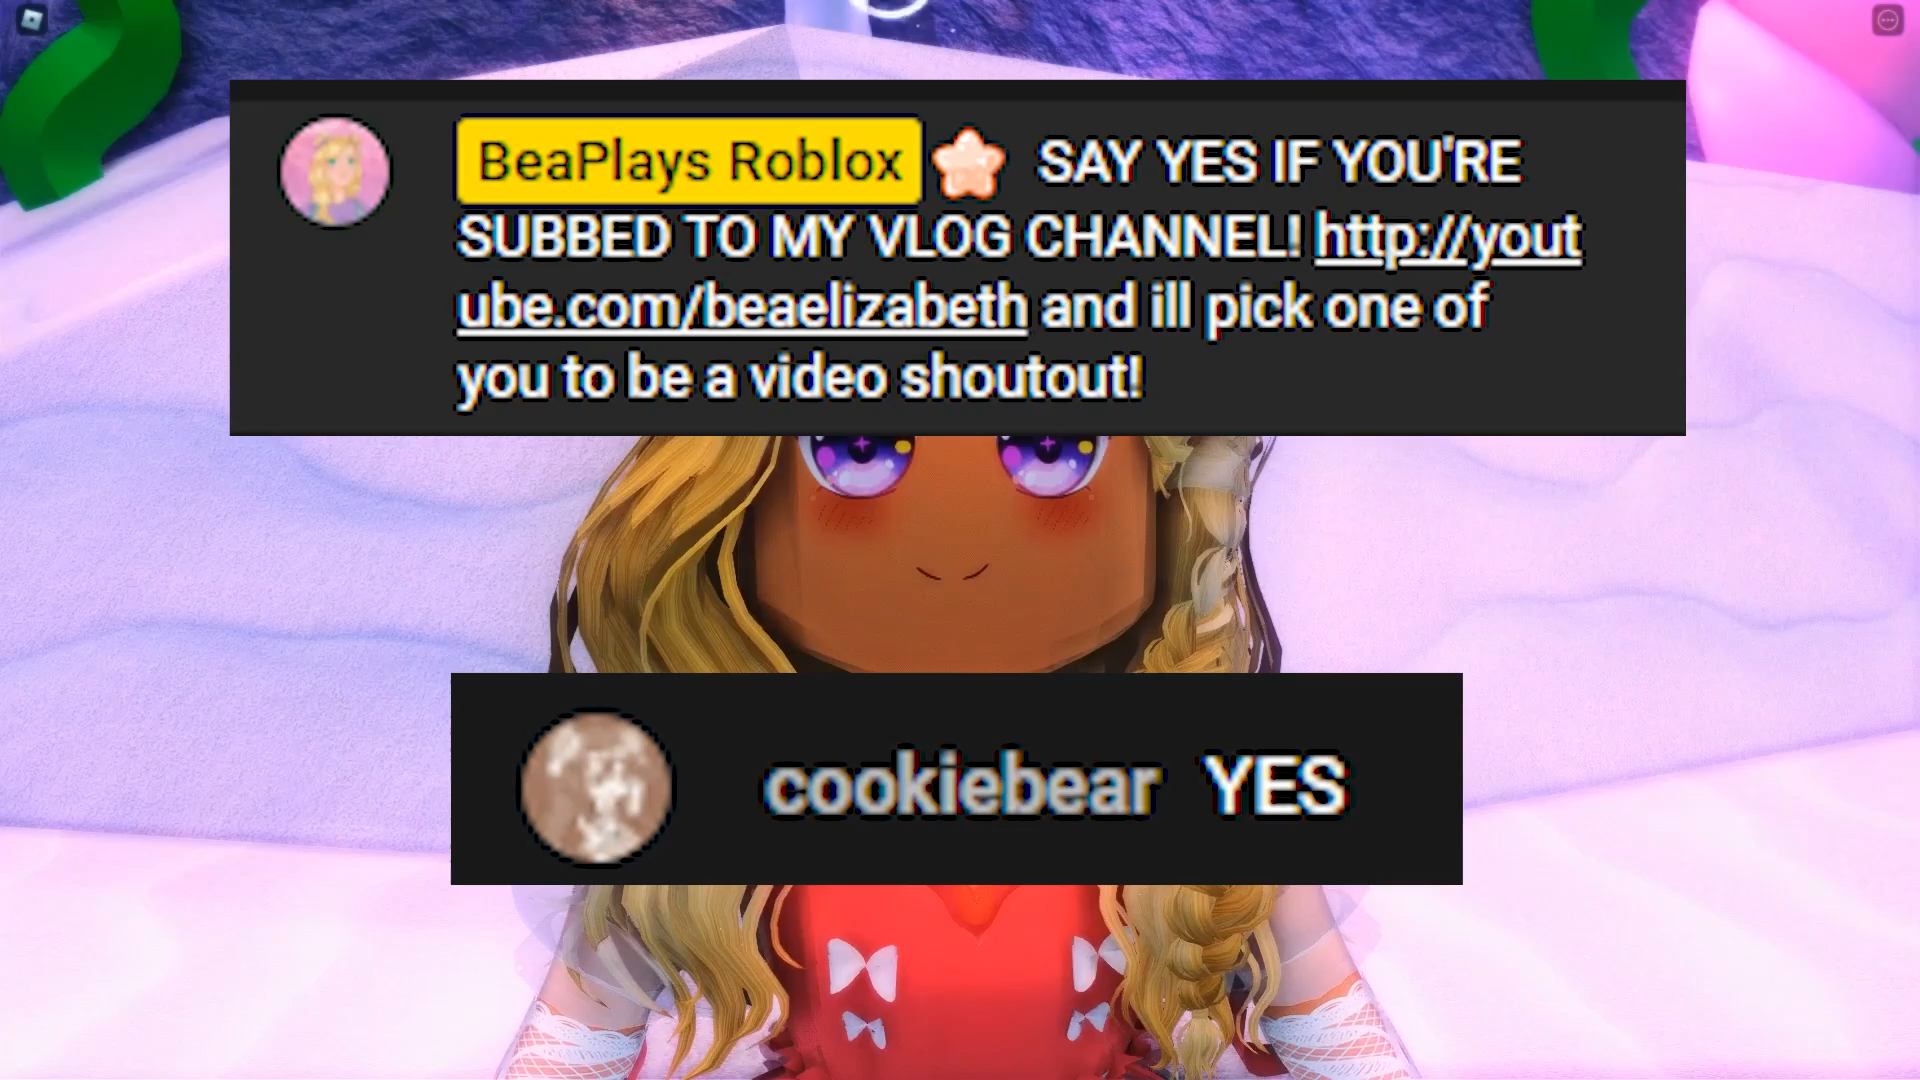 BeaPlays Roblox SAY YES IF YOU'RE
SUBBED TO MY VLOG CHANNEL! http://yout
ube.com/beaelizabeth and ill pick one of
you to be a video shoutout!
cookiebear YES